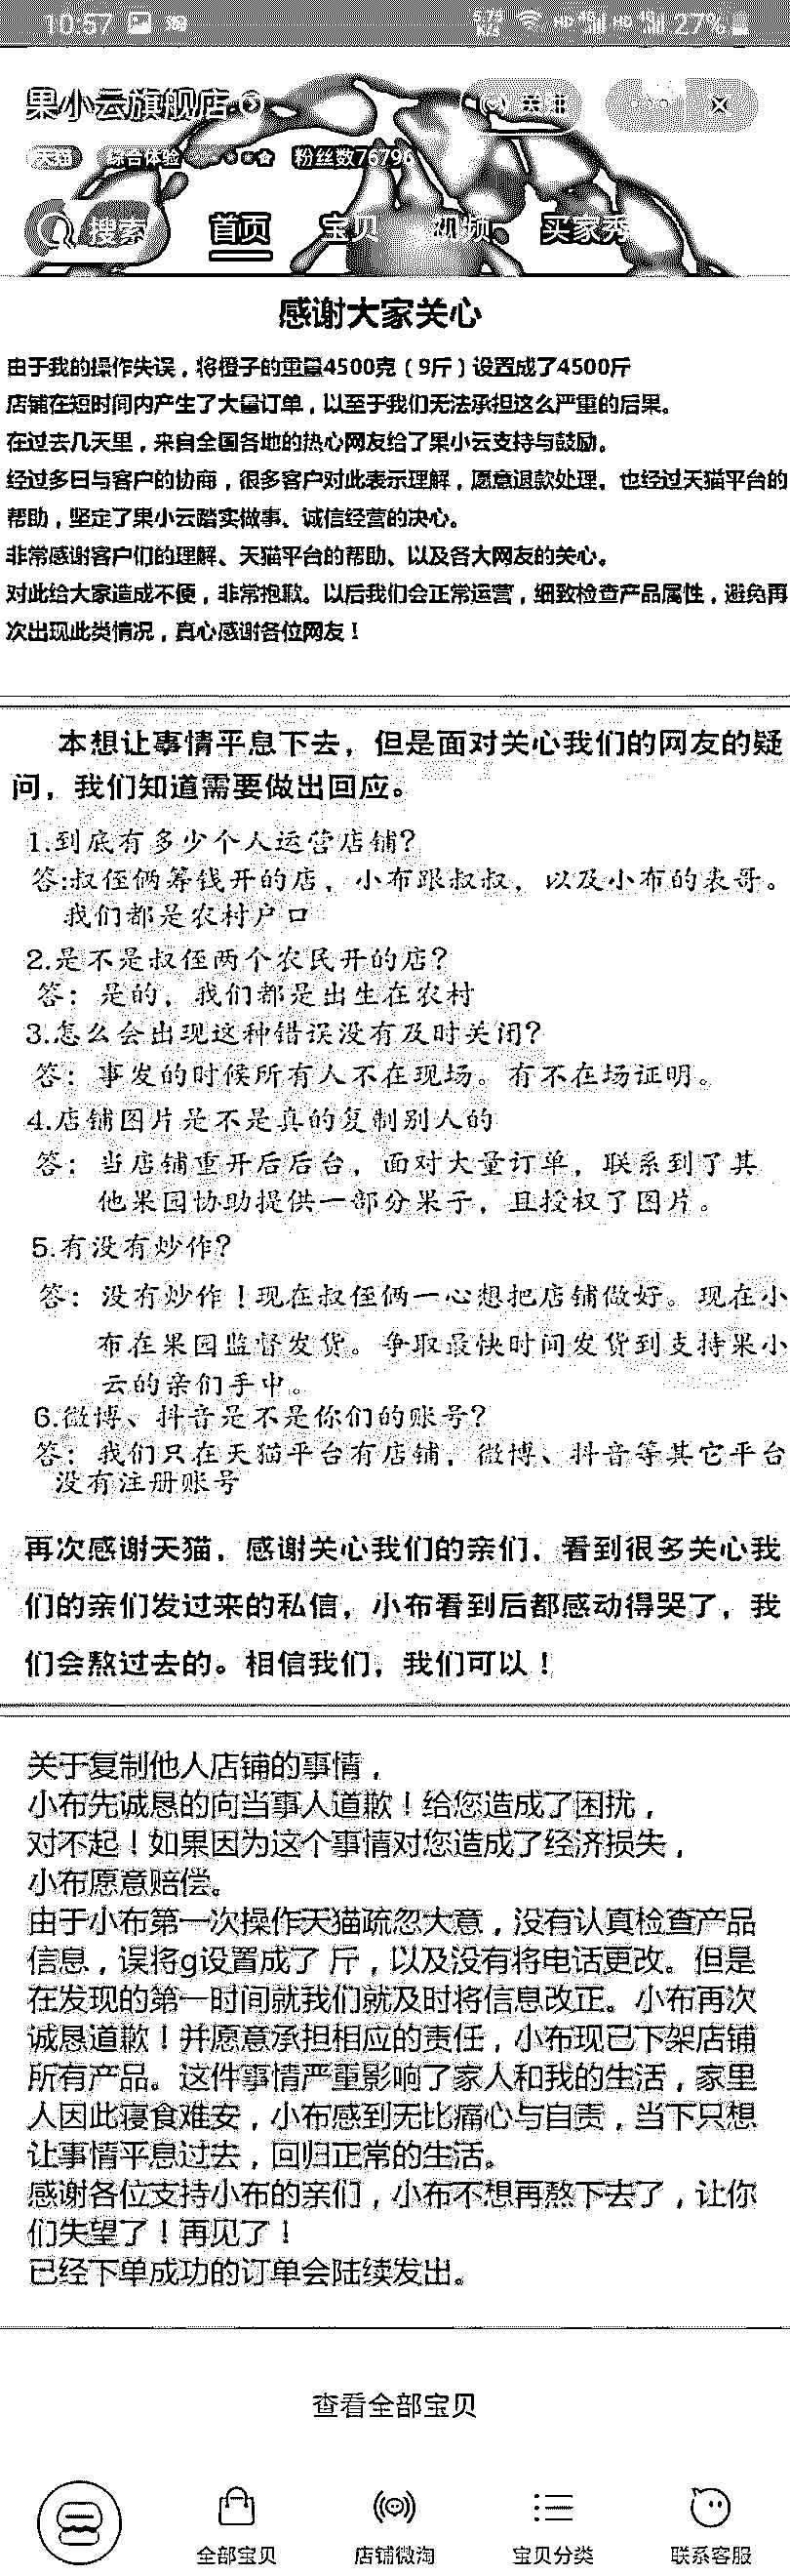 10:57 淘 5.75 K/s HD 4G HD 4G 27%
果小云旗舰店 关注
天猫 综合体验 粉丝数76796
搜索 首页 宝贝 视频 买家秀
感谢大家关心
由于我的操作失误，将橙子的重量4500克（9斤）设置成了4500斤
店铺在短时间内产生了大量订单，以至于我们无法承担这么严重的后果。
在过去几天里，来自全国各地的热心网友给了果小云支持与鼓励。
经过多日与客户的协商，很多客户对此表示理解，愿意退款处理。也经过天猫平台的
帮助，坚定了果小云踏实做事、诚信经营的决心。
非常感谢客户们的理解、天猫平台的帮助、以及各大网友的关心。
对此给大家造成不便，非常抱歉。以后我们会正常运营，细致检查产品属性，避免再
次出现此类情况，真心感谢各位网友！
本想让事情平息下去，但是面对关心我们的网友的疑
问，我们知道需要做出回应。
1.到底有多少个人运营店铺？
答:叔侄俩筹钱开的店，小布跟叔叔，以及小布的表哥。
我们都是农村户口
2.是不是叔侄两个农民开的店？
答：是的，我们都是出生在农村
3.怎么会出现这种错误没有及时关闭？
答：事发的时候所有人不在现场。有不在场证明。
4.店铺图片是不是真的复制别人的
答：当店铺重开后后台，面对大量订单，联系到了其
他果园协助提供一部分果子，且授权了图片。
5.有没有炒作？
答：没有炒作！现在叔侄俩一心想把店铺做好。现在小
布在果园监督发货。争取最快时间发货到支持果小
云的亲们手中。
6.微博、抖音是不是你们的账号？
答：我们只在天猫平台有店铺，微博、抖音等其它平台
没有注册账号
再次感谢天猫，感谢关心我们的亲们，看到很多关心我
们的亲们发过来的私信，小布看到后都感动得哭了，我
们会熬过去的。相信我们，我们可以！
关于复制他人店铺的事情，
小布先诚恳的向当事人道歉！给您造成了困扰，
对不起！如果因为这个事情对您造成了经济损失，
小布愿意赔偿。
由于小布第一次操作天猫疏忽大意，没有认真检查产品
信息，误将g设置成了 斤，以及没有将电话更改。但是
在发现的第一时间就我们就及时将信息改正。小布再次
诚恳道歉！并愿意承担相应的责任，小布现已下架店铺
所有产品。这件事情严重影响了家人和我的生活，家里
人因此寝食难安，小布感到无比痛心与自责，当下只想
让事情平息过去，回归正常的生活。
感谢各位支持小布的亲们，小布不想再熬下去了，让你
们失望了！再见了！
已经下单成功的订单会陆续发出。
查看全部宝贝
全部宝贝 店铺微淘 宝贝分类 联系客服